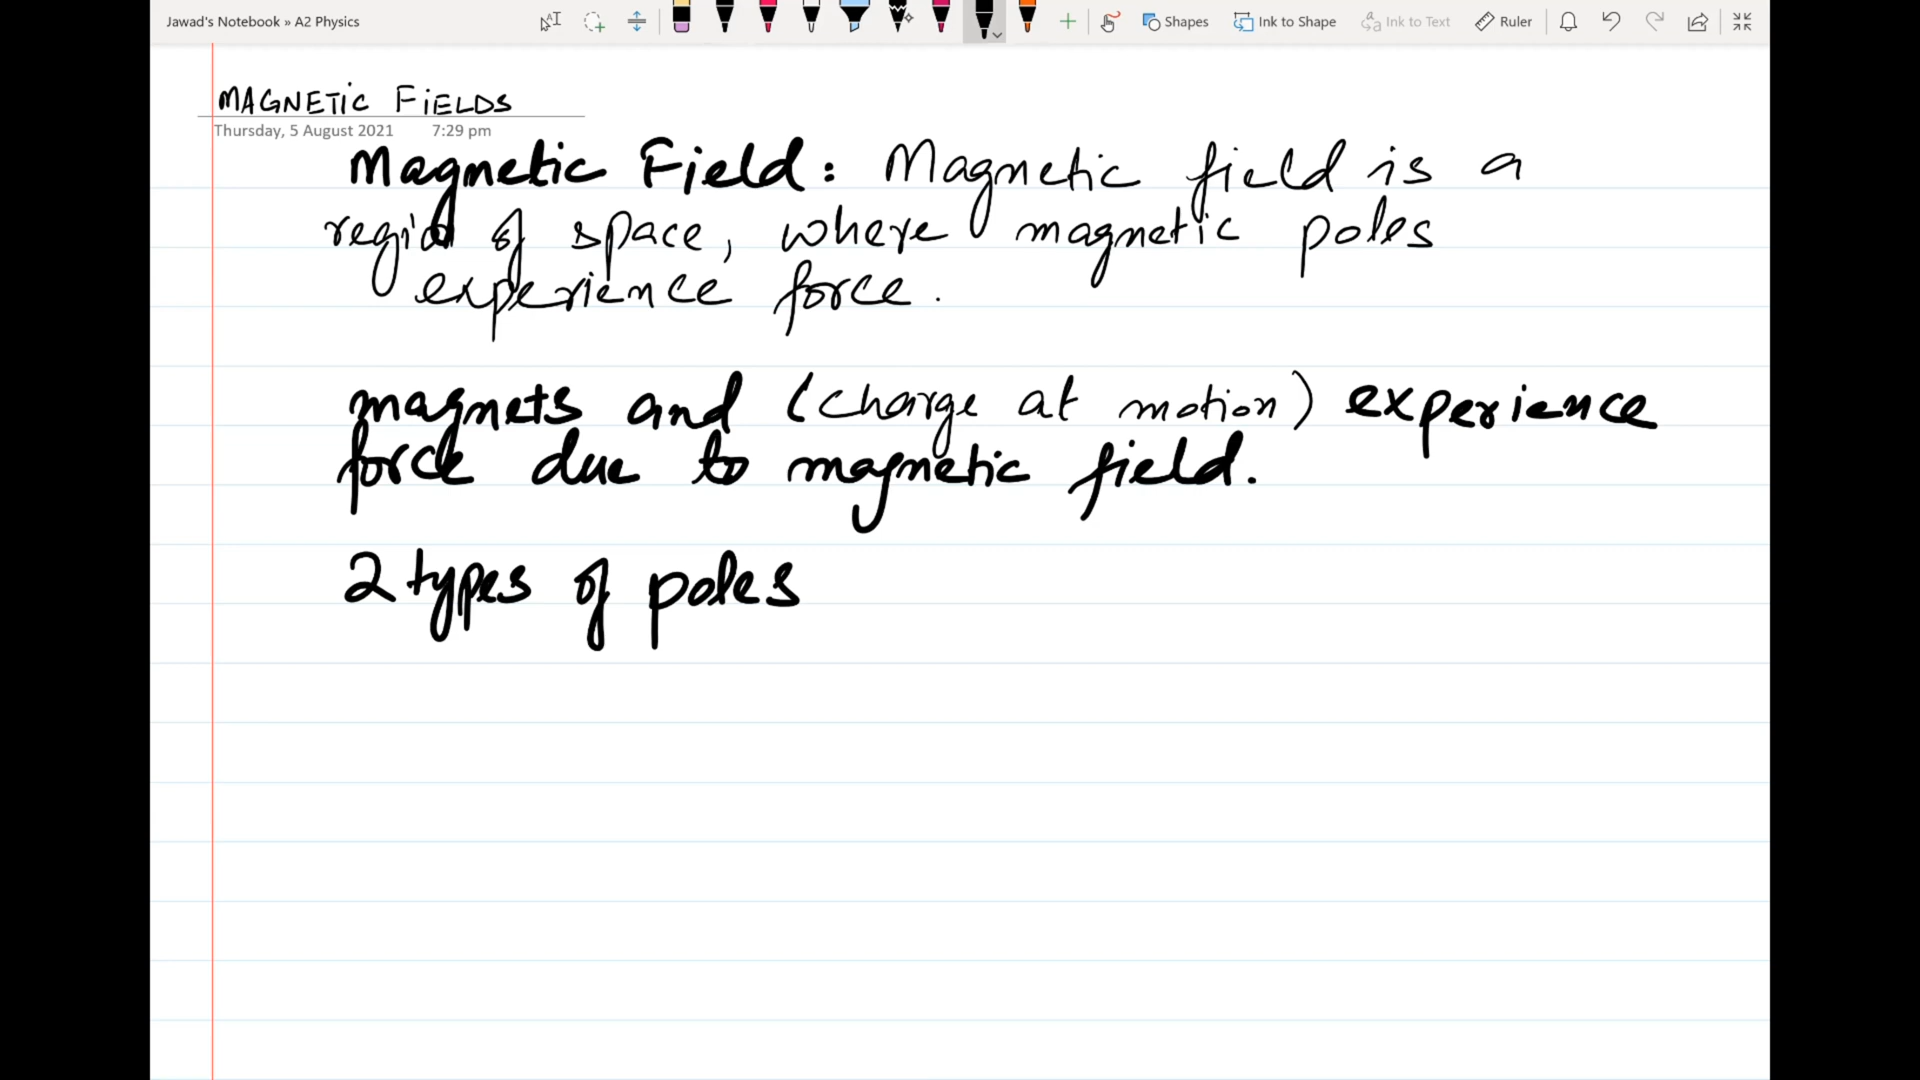 Jawad's Notebook » A2 Physics
Shapes Ink to Shape Ink to Text Ruler
MAGNETIC FIELDS
Thursday, 5 August 2021 7:29 pm
Magnetic Field: Magnetic field is a
of space, where magnetic poles
experience force.
magnets and (charge at motion) experience
force due to magnetic field.
2 types of poles